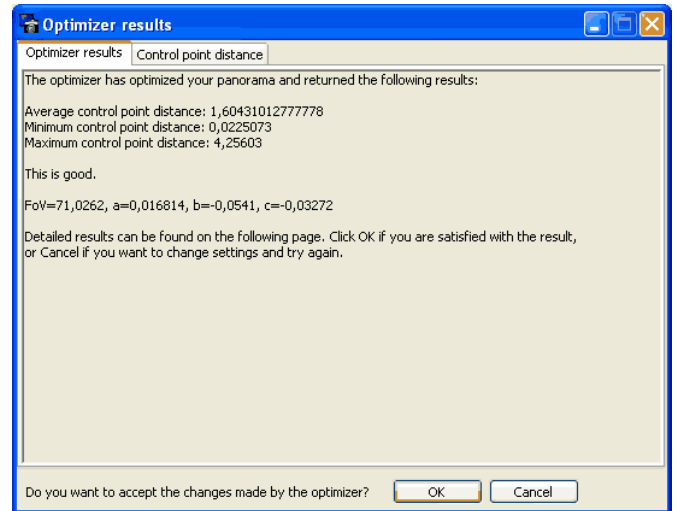 Optimizer results
Optimizer results
Control point distance
The optimizer has optimized your panorama and returned the following results:
Average control point distance: 1,60431012777778
Minimum control point distance: 0,0225073
Maximum control point distance: 4,25603
This is good.
FoV=71,0262, a=0,016814, b=-0,0541, c=-0,03272
Detailed results can be found on the following page. Click OK if you are satisfied with the result,
or Cancel if you want to change settings and try again.
Do you want to accept the changes made by the optimizer?
OK
Cancel